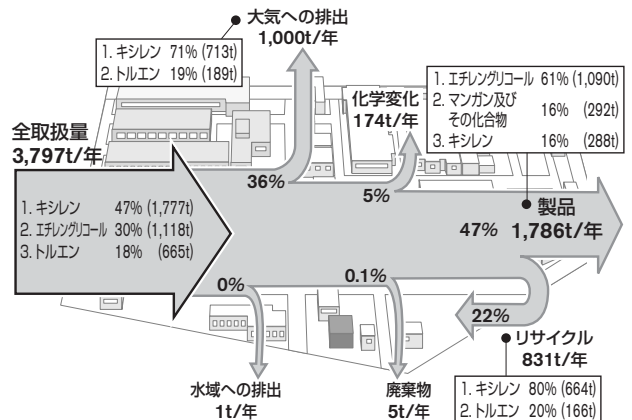 大気への排出
1,000t/年
1. キシレン 71% (713t)
2. トルエン 19% (189t)
化学変化
174t/年
1. エチレングリコール 61% (1,090t)
2. マンガン及び
その化合物 16% (292t)
3. キシレン 16% (288t)
全取扱量
3,797t/年
36%
5%
1. キシレン 47% (1,777t)
2. エチレングリコール 30% (1,118t)
3. トルエン 18% (665t)
47%
製品
1,786t/年
0%
0.1%
22%
リサイクル
831t/年
水域への排出
1t/年
廃棄物
5t/年
1. キシレン 80% (664t)
2. トルエン 20% (166t)